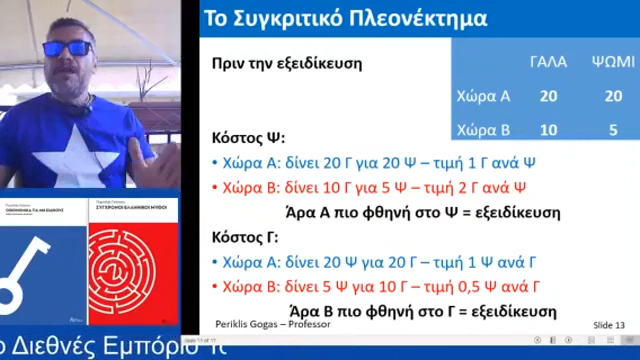 Το Συγκριτικό Πλεονέκτημα
Πριν την εξειδίκευση
ΓΑΛΑ ΨΩΜΙ
Χώρα Α 20 20
Χώρα Β 10 5
Κόστος Ψ:
• Χώρα Α: δίνει 20 Γ για 20 Ψ – τιμή 1 Γ ανά Ψ
• Χώρα Β: δίνει 10 Γ για 5 Ψ – τιμή 2 Γ ανά Ψ
Άρα Α πιο φθηνή στο Ψ = εξειδίκευση
Κόστος Γ:
• Χώρα Α: δίνει 20 Ψ για 20 Γ – τιμή 1 Ψ ανά Γ
• Χώρα Β: δίνει 5 Ψ για 10 Γ – τιμή 0,5 Ψ ανά Γ
Άρα Β πιο φθηνή στο Γ = εξειδίκευση
Periklis Gogas – Professor
Slide 13
ΟΙΚΟΝΟΜΙΚΑ ΓΙΑ ΜΗ ΕΙΔΙΚΟΥΣ
ΣΥΓΧΡΟΝΟΙ ΕΛΛΗΝΙΚΟΙ ΜΥΘΟΙ
ο Διεθνές Εμπόριο